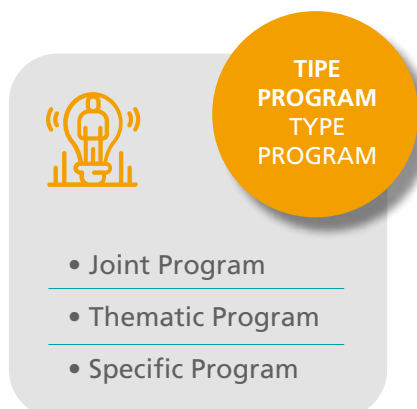 TIPE
PROGRAM
TYPE
PROGRAM
• Joint Program
• Thematic Program
• Specific Program